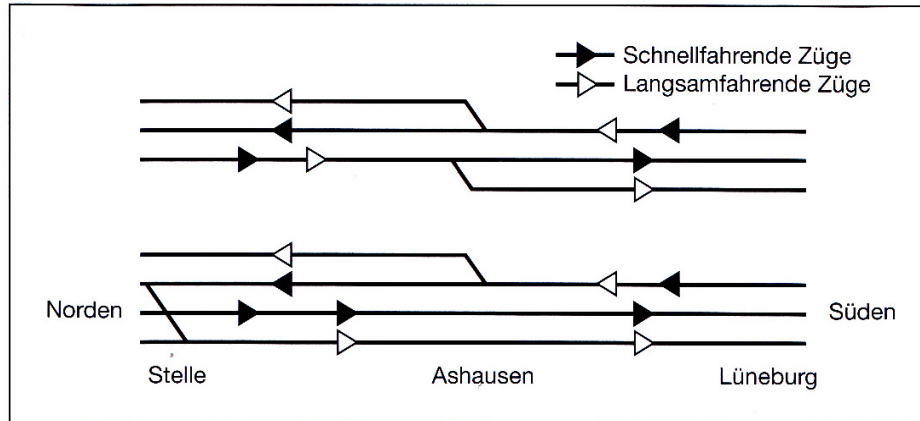 Schnellfahrende Züge
Langsamfahrende Züge
Norden
Süden
Stelle
Ashausen
Lüneburg